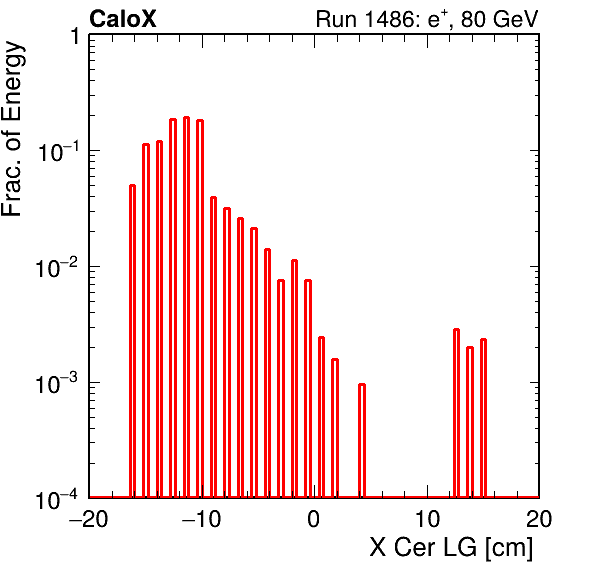 CaloX Run 1486: e⁺, 80 GeV
Frac. of Energy
1
10⁻¹
10⁻²
10⁻³
10⁻⁴
−20 −10 0 10 20
X Cer LG [cm]